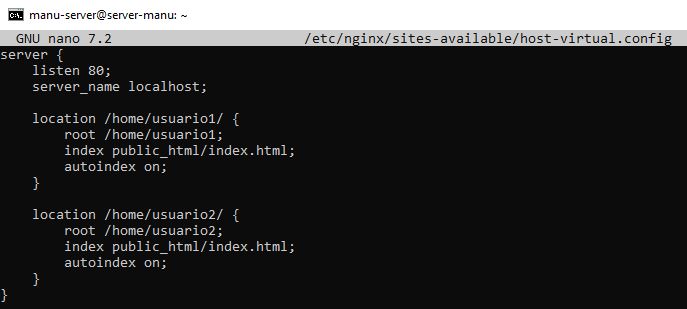 manu-server@server-manu: ~
GNU nano 7.2 /etc/nginx/sites-available/host-virtual.config
server {
    listen 80;
    server_name localhost;

    location /home/usuario1/ {
        root /home/usuario1;
        index public_html/index.html;
        autoindex on;
    }

    location /home/usuario2/ {
        root /home/usuario2;
        index public_html/index.html;
        autoindex on;
    }
}